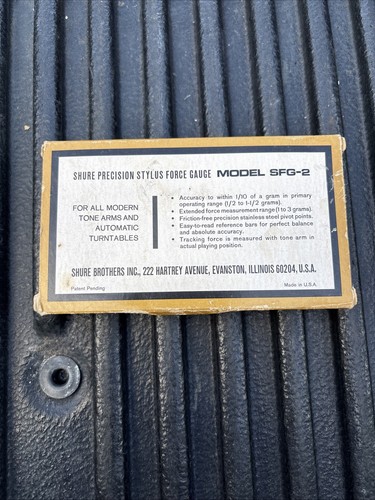 SHURE PRECISION STYLUS FORCE GAUGE MODEL SFG-2
FOR ALL MODERN
TONE ARMS AND
AUTOMATIC
TURNTABLES
• Accuracy to within 1/10 of a gram in primary
operating range (1/2 to 1-1/2 grams).
• Extended force measurement range (1 to 3 grams).
• Friction-free precision stainless steel pivot points.
• Easy-to-read reference bars for perfect balance
and absolute accuracy.
• Tracking force is measured with tone arm in
actual playing position.
SHURE BROTHERS INC., 222 HARTREY AVENUE, EVANSTON, ILLINOIS 60204, U.S.A.
Patent Pending
Made in U.S.A.